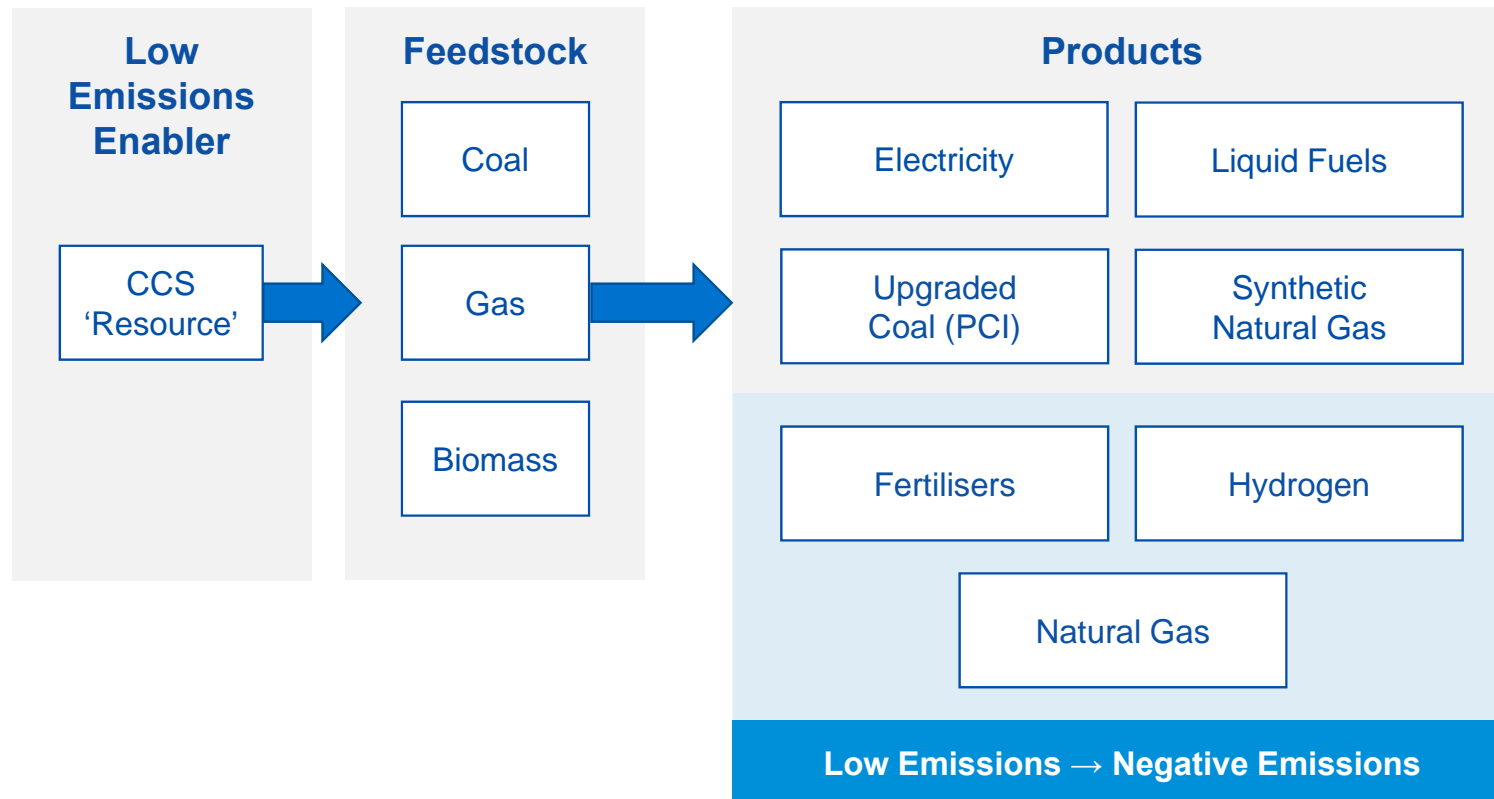 Low
Emissions
Enabler
CCS
‘Resource’
Feedstock
Coal
Gas
Biomass
Products
Electricity
Liquid Fuels
Upgraded
Coal (PCI)
Synthetic
Natural Gas
Fertilisers
Hydrogen
Natural Gas
Low Emissions → Negative Emissions